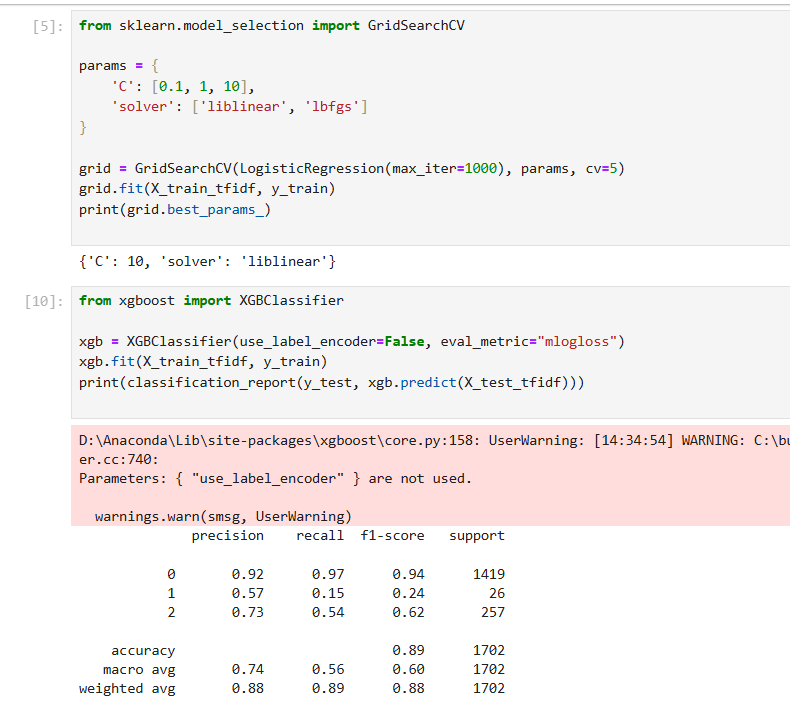 [5]: from sklearn.model_selection import GridSearchCV
params = {
    'C': [0.1, 1, 10],
    'solver': ['liblinear', 'lbfgs']
}
grid = GridSearchCV(LogisticRegression(max_iter=1000), params, cv=5)
grid.fit(X_train_tfidf, y_train)
print(grid.best_params_)
{'C': 10, 'solver': 'liblinear'}
[10]: from xgboost import XGBClassifier
xgb = XGBClassifier(use_label_encoder=False, eval_metric="mlogloss")
xgb.fit(X_train_tfidf, y_train)
print(classification_report(y_test, xgb.predict(X_test_tfidf)))
D:\Anaconda\Lib\site-packages\xgboost\core.py:158: UserWarning: [14:34:54] WARNING: C:\bu
er.cc:740:
Parameters: { "use_label_encoder" } are not used.
  warnings.warn(smsg, UserWarning)
              precision    recall  f1-score   support
           0       0.92      0.97      0.94      1419
           1       0.57      0.15      0.24        26
           2       0.73      0.54      0.62       257
    accuracy                           0.89      1702
   macro avg       0.74      0.56      0.60      1702
weighted avg       0.88      0.89      0.88      1702